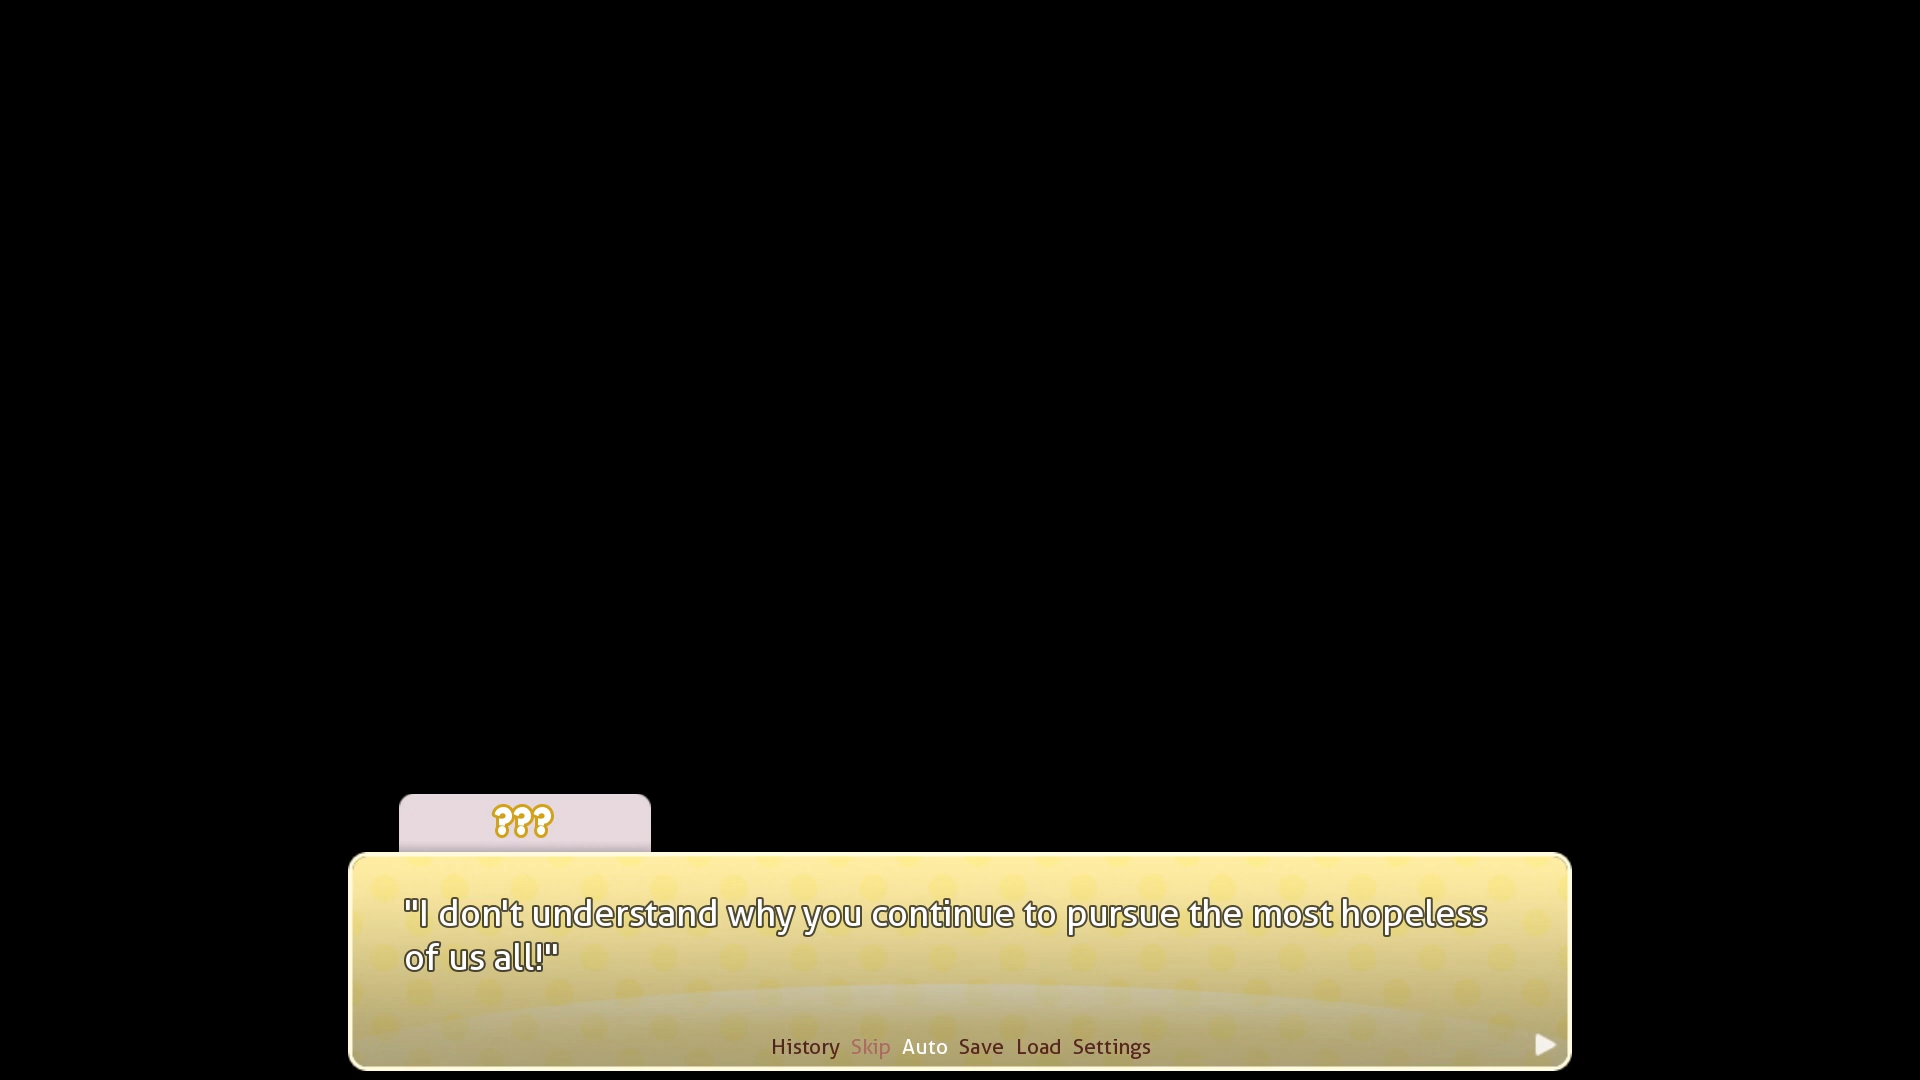 ???
"I don't understand why you continue to pursue the most hopeless
of us all!"
History Skip Auto Save Load Settings